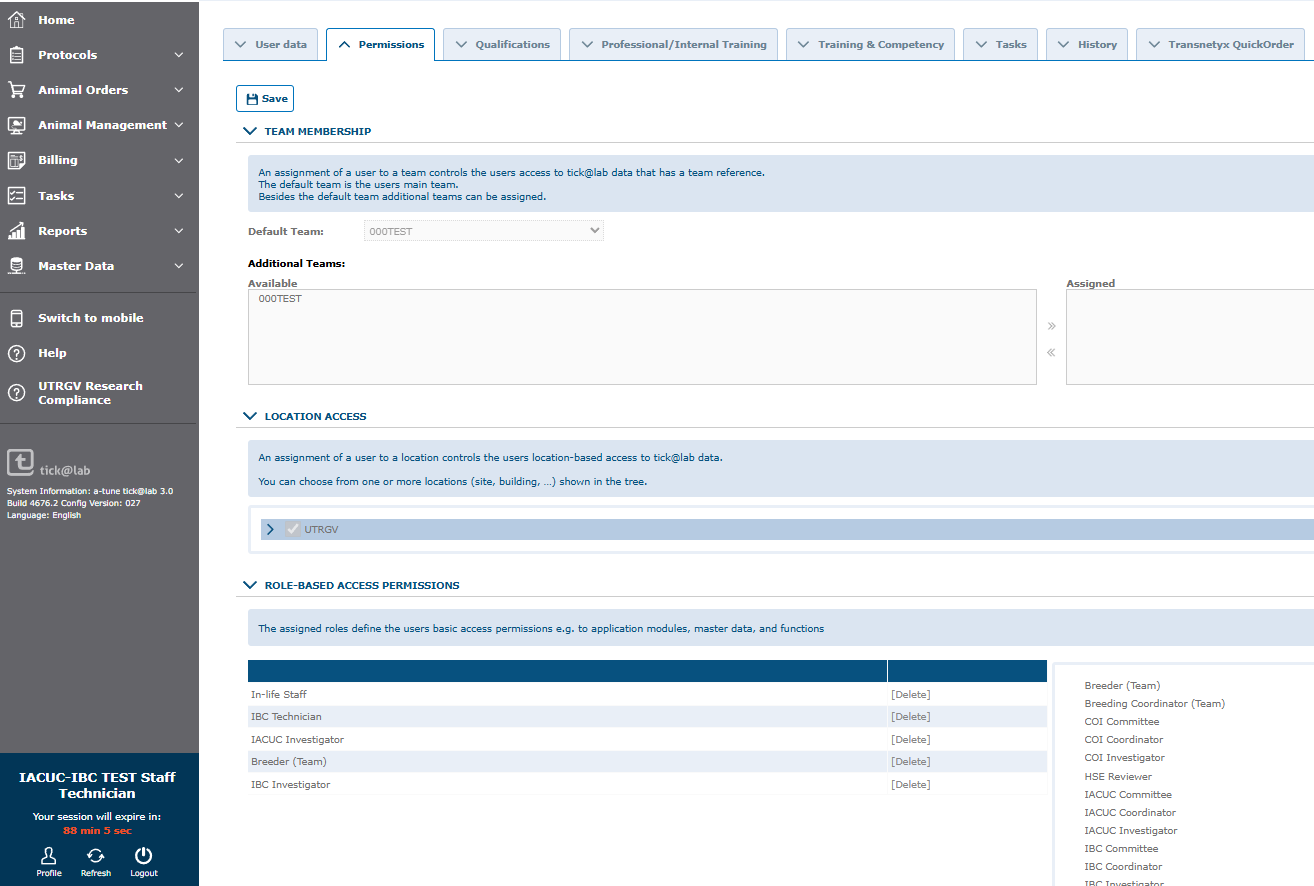 Home
Protocols
Animal Orders
Animal Management
Billing
Tasks
Reports
Master Data
Switch to mobile
Help
UTRGV Research
Compliance
tick@lab
System Information: a-tune tick@lab 3.0
Build 4676.2 Config Version: 027
Language: English
IACUC-IBC TEST Staff
Technician
Your session will expire in:
88 min 5 sec
Profile Refresh Logout
User data Permissions Qualifications Professional/Internal Training Training & Competency Tasks History Transnetyx QuickOrder
Save
TEAM MEMBERSHIP
An assignment of a user to a team controls the users access to tick@lab data that has a team reference.
The default team is the users main team.
Besides the default team additional teams can be assigned.
Default Team: 000TEST
Additional Teams:
Available Assigned
000TEST
LOCATION ACCESS
An assignment of a user to a location controls the users location-based access to tick@lab data.
You can choose from one or more locations (site, building, ...) shown in the tree.
UTRGV
ROLE-BASED ACCESS PERMISSIONS
The assigned roles define the users basic access permissions e.g. to application modules, master data, and functions
In-life Staff [Delete]
IBC Technician [Delete]
IACUC Investigator [Delete]
Breeder (Team) [Delete]
IBC Investigator [Delete]
Breeder (Team)
Breeding Coordinator (Team)
COI Committee
COI Coordinator
COI Investigator
HSE Reviewer
IACUC Committee
IACUC Coordinator
IACUC Investigator
IBC Committee
IBC Coordinator
IBC Investigator